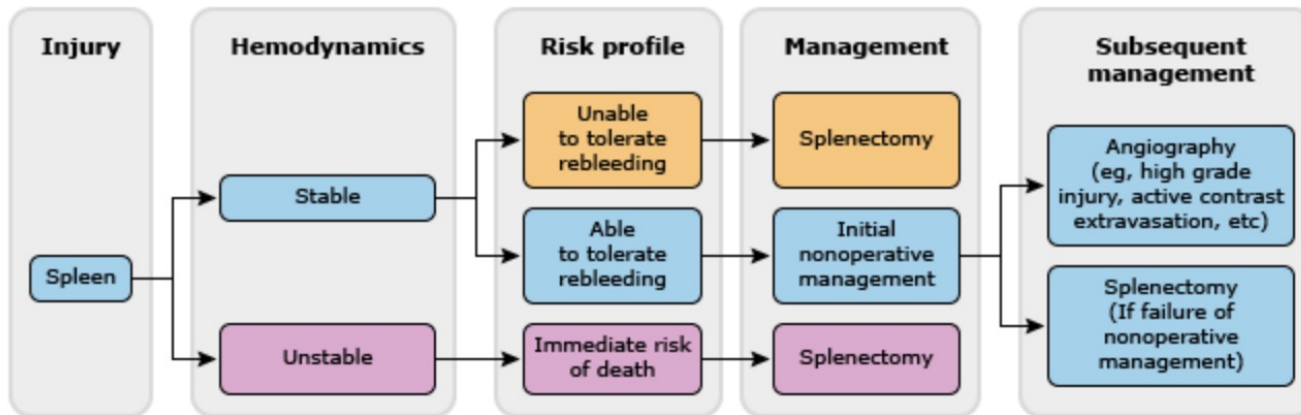 Injury
Hemodynamics
Risk profile
Management
Subsequent
management
Unable
to tolerate
rebleeding
Splenectomy
Angiography
(eg, high grade
injury, active contrast
extravasation, etc)
Stable
Able
to tolerate
rebleeding
Initial
nonoperative
management
Spleen
Splenectomy
(If failure of
nonoperative
management)
Unstable
Immediate risk
of death
Splenectomy